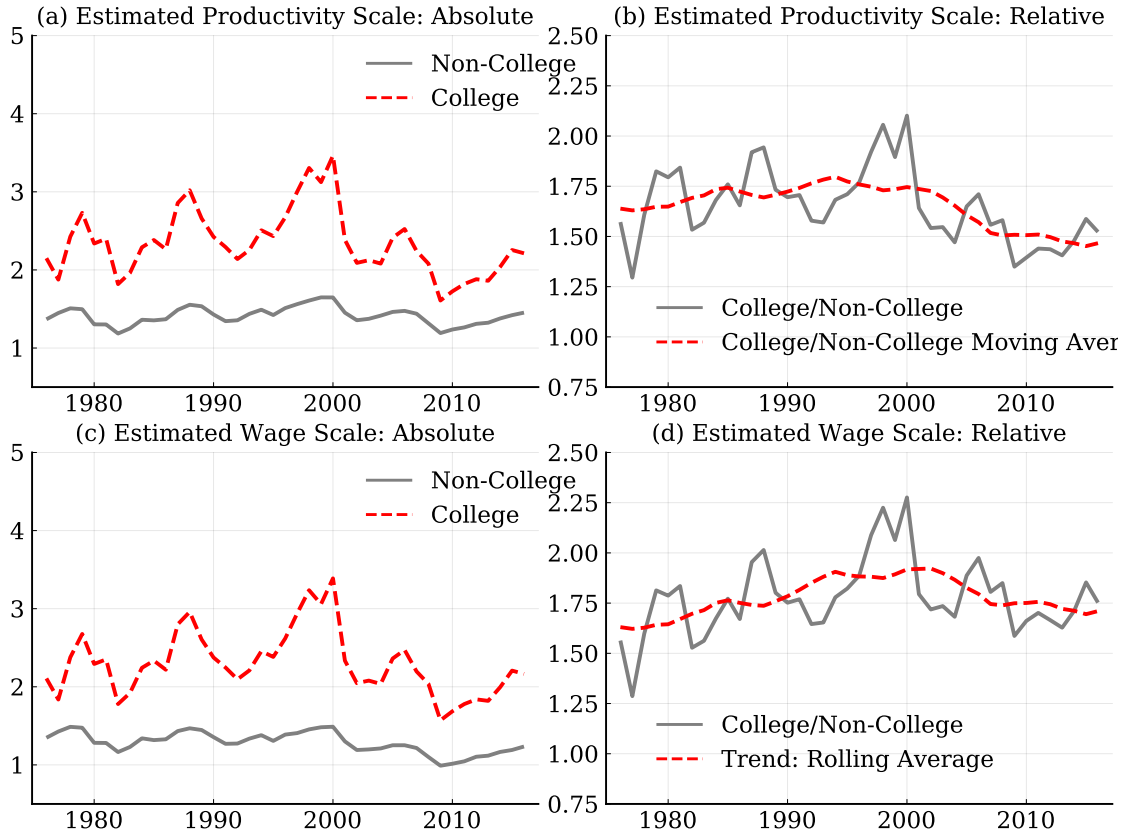 (a) Estimated Productivity Scale: Absolute
5
4
3
2
1
Non-College
College
1980 1990 2000 2010
(b) Estimated Productivity Scale: Relative
2.50
2.25
2.00
1.75
1.50
1.25
1.00
0.75
College/Non-College
College/Non-College Moving Aver
1980 1990 2000 2010
(c) Estimated Wage Scale: Absolute
5
4
3
2
1
Non-College
College
1980 1990 2000 2010
(d) Estimated Wage Scale: Relative
2.50
2.25
2.00
1.75
1.50
1.25
1.00
0.75
College/Non-College
Trend: Rolling Average
1980 1990 2000 2010